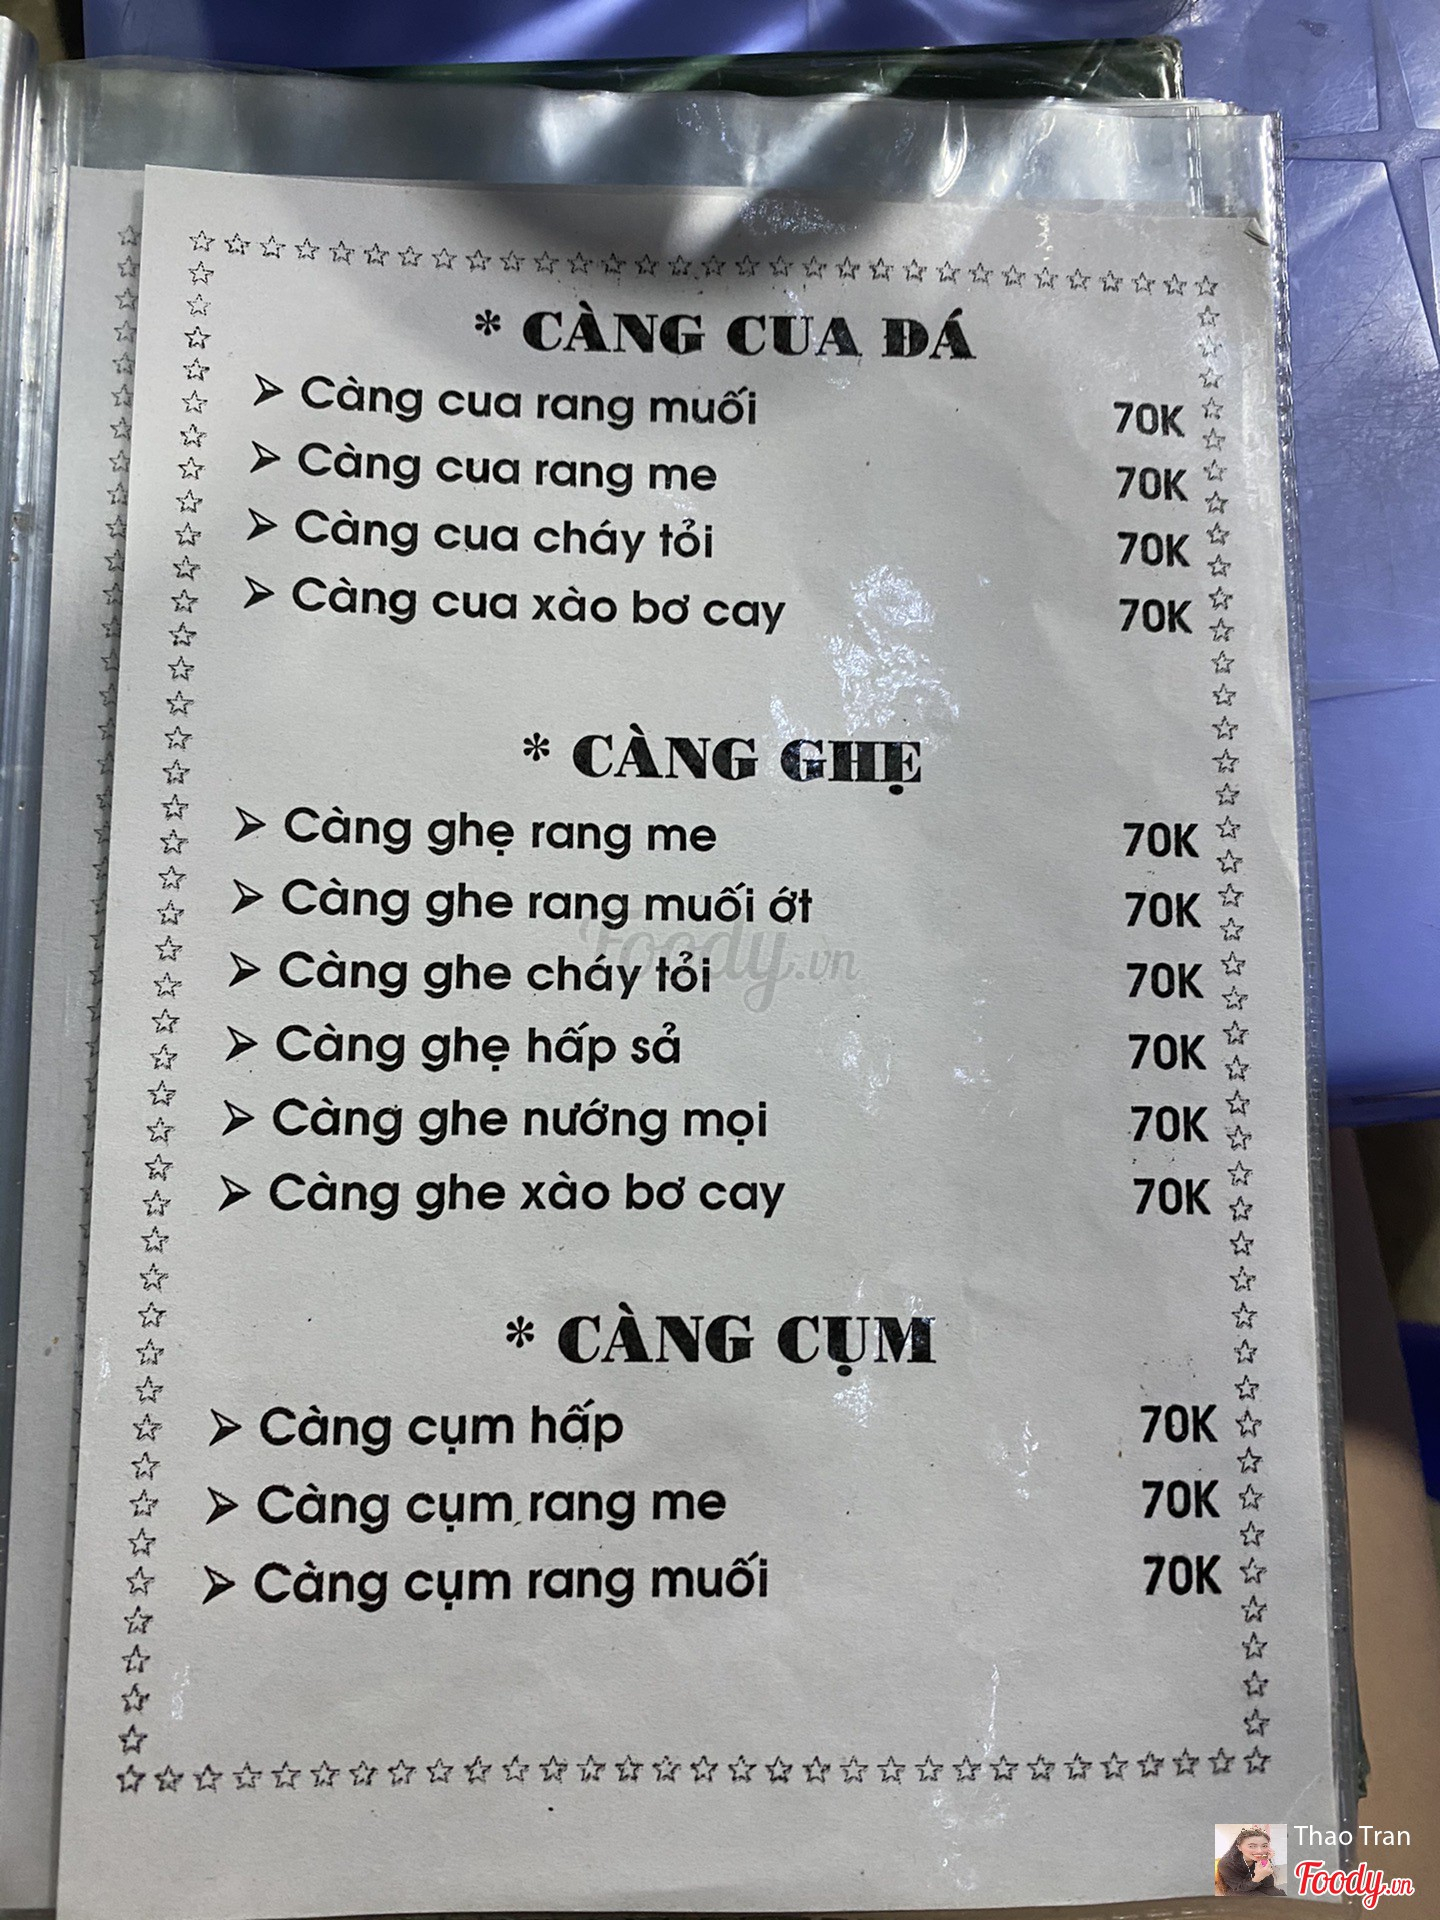 * CÀNG CUA ĐÁ
Càng cua rang muối 70K
Càng cua rang me 70K
Càng cua cháy tỏi 70K
Càng cua xào bơ cay 70K
* CÀNG GHẸ
Càng ghẹ rang me 70K
Càng ghe rang muối ớt 70K
Càng ghe cháy tỏi 70K
Càng ghẹ hấp sả 70K
Càng ghe nướng mọi 70K
Càng ghe xào bơ cay 70K
* CÀNG CỤM
Càng cụm hấp 70K
Càng cụm rang me 70K
Càng cụm rang muối 70K
Foody.vn
Thao Tran
Foody.vn